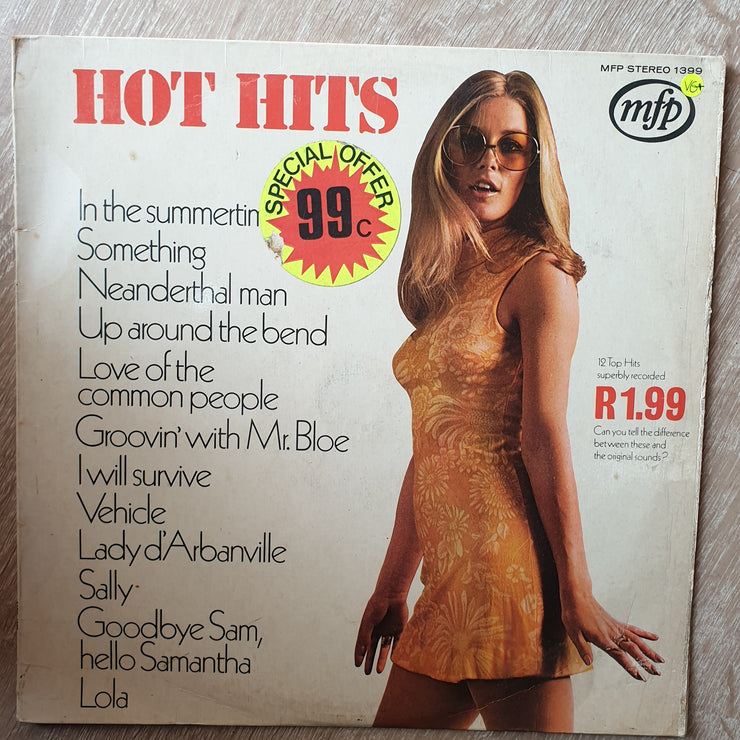 HOT HITS
MFP STEREO 1399
mfp
VG+
SPECIAL OFFER
99c
In the summertim
Something
Neanderthal man
Up around the bend
Love of the
common people
Groovin' with Mr. Bloe
I will survive
Vehicle
Lady d'Arbanville
Sally
Goodbye Sam,
hello Samantha
Lola
12 Top Hits
superbly recorded
R1.99
Can you tell the difference
between these and
the original sounds?